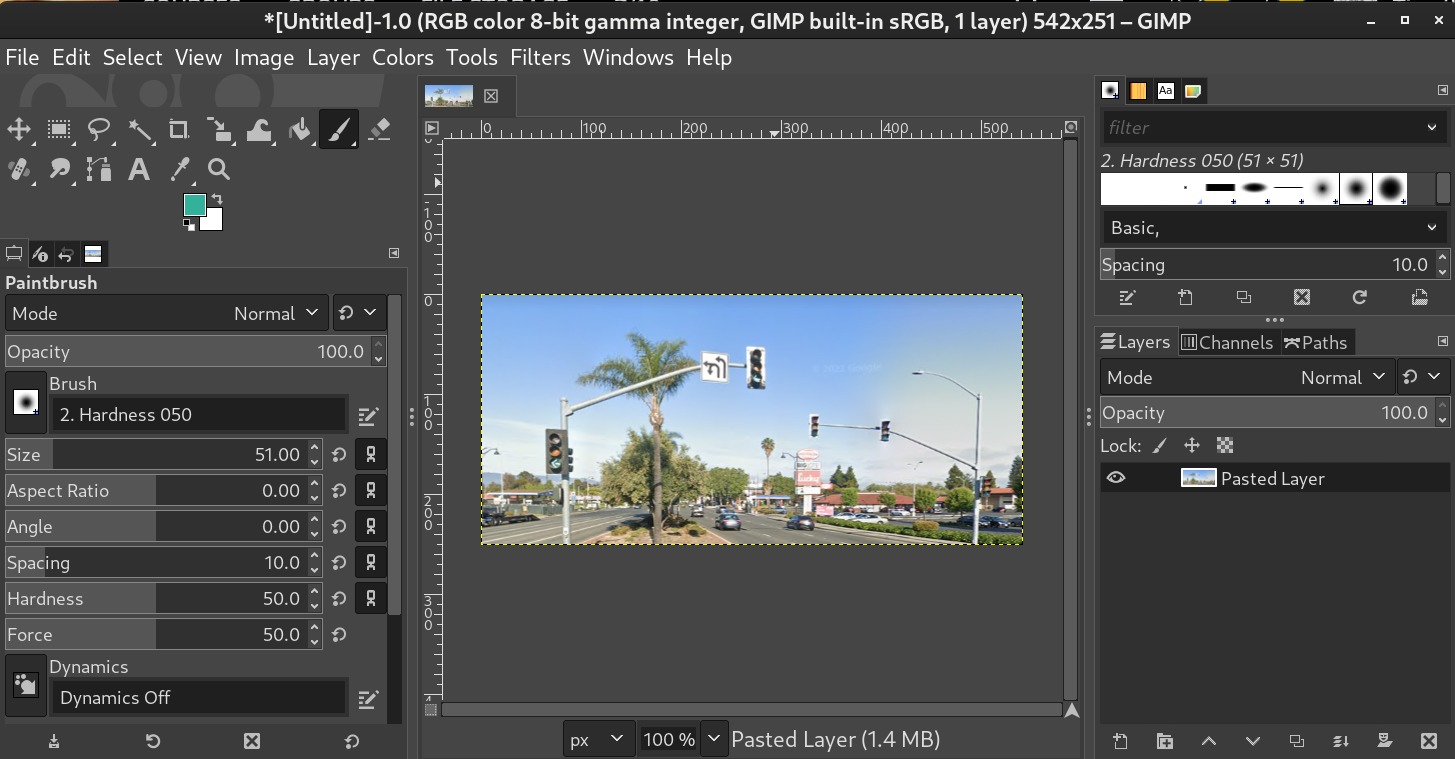 *[Untitled]-1.0 (RGB color 8-bit gamma integer, GIMP built-in sRGB, 1 layer) 542x251 – GIMP
File Edit Select View Image Layer Colors Tools Filters Windows Help
Paintbrush
Mode Normal
Opacity 100.0
Brush
2. Hardness 050
Size 51.00
Aspect Ratio 0.00
Angle 0.00
Spacing 10.0
Hardness 50.0
Force 50.0
Dynamics
Dynamics Off
0 100 200 300 400 500
0
100
200
300
px 100 % Pasted Layer (1.4 MB)
Aa
filter
2. Hardness 050 (51 × 51)
Basic,
Spacing 10.0
Layers Channels Paths
Mode Normal
Opacity 100.0
Lock:
Pasted Layer